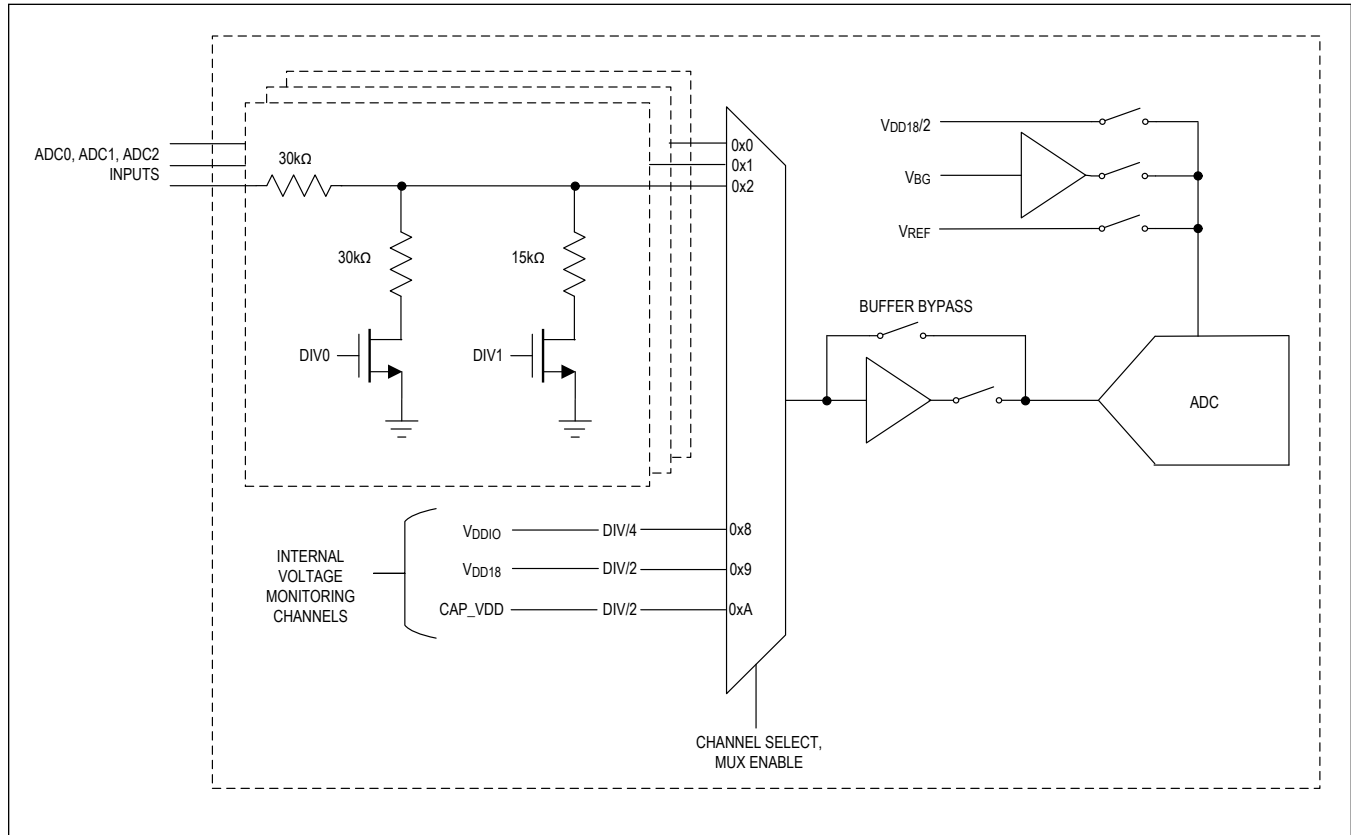 ADC0, ADC1, ADC2
INPUTS
30kΩ
30kΩ
15kΩ
DIV0
DIV1
0x0
0x1
0x2
VDD18/2
VBG
VREF
BUFFER BYPASS
ADC
INTERNAL
VOLTAGE
MONITORING
CHANNELS
VDDIO
DIV/4
0x8
VDD18
DIV/2
0x9
CAP_VDD
DIV/2
0xA
CHANNEL SELECT,
MUX ENABLE